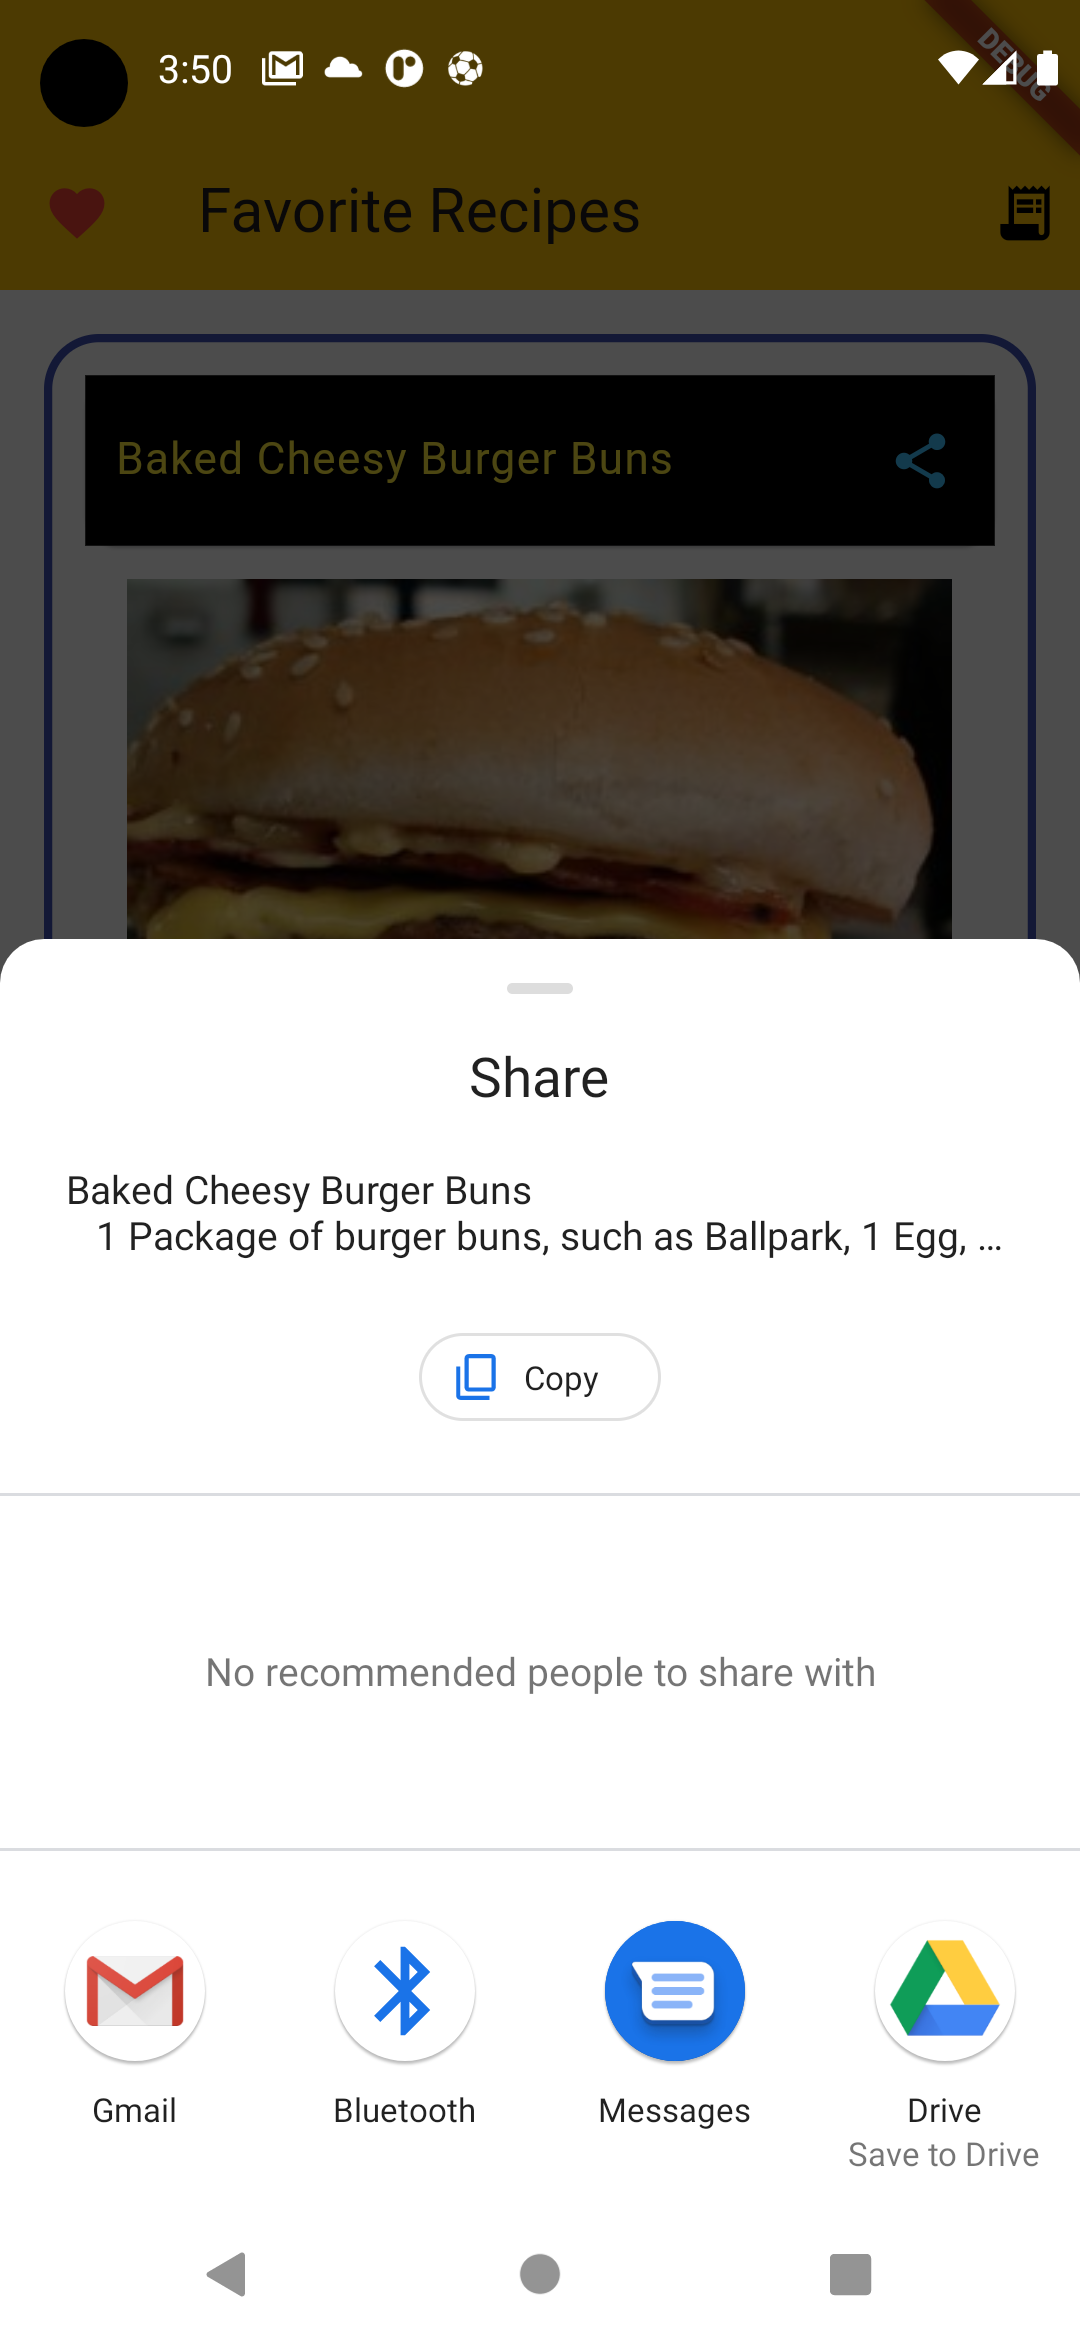 3:50
DEBUG
Favorite Recipes
Baked Cheesy Burger Buns
Share
Baked Cheesy Burger Buns
1 Package of burger buns, such as Ballpark, 1 Egg, …
Copy
No recommended people to share with
Gmail
Bluetooth
Messages
Drive
Save to Drive